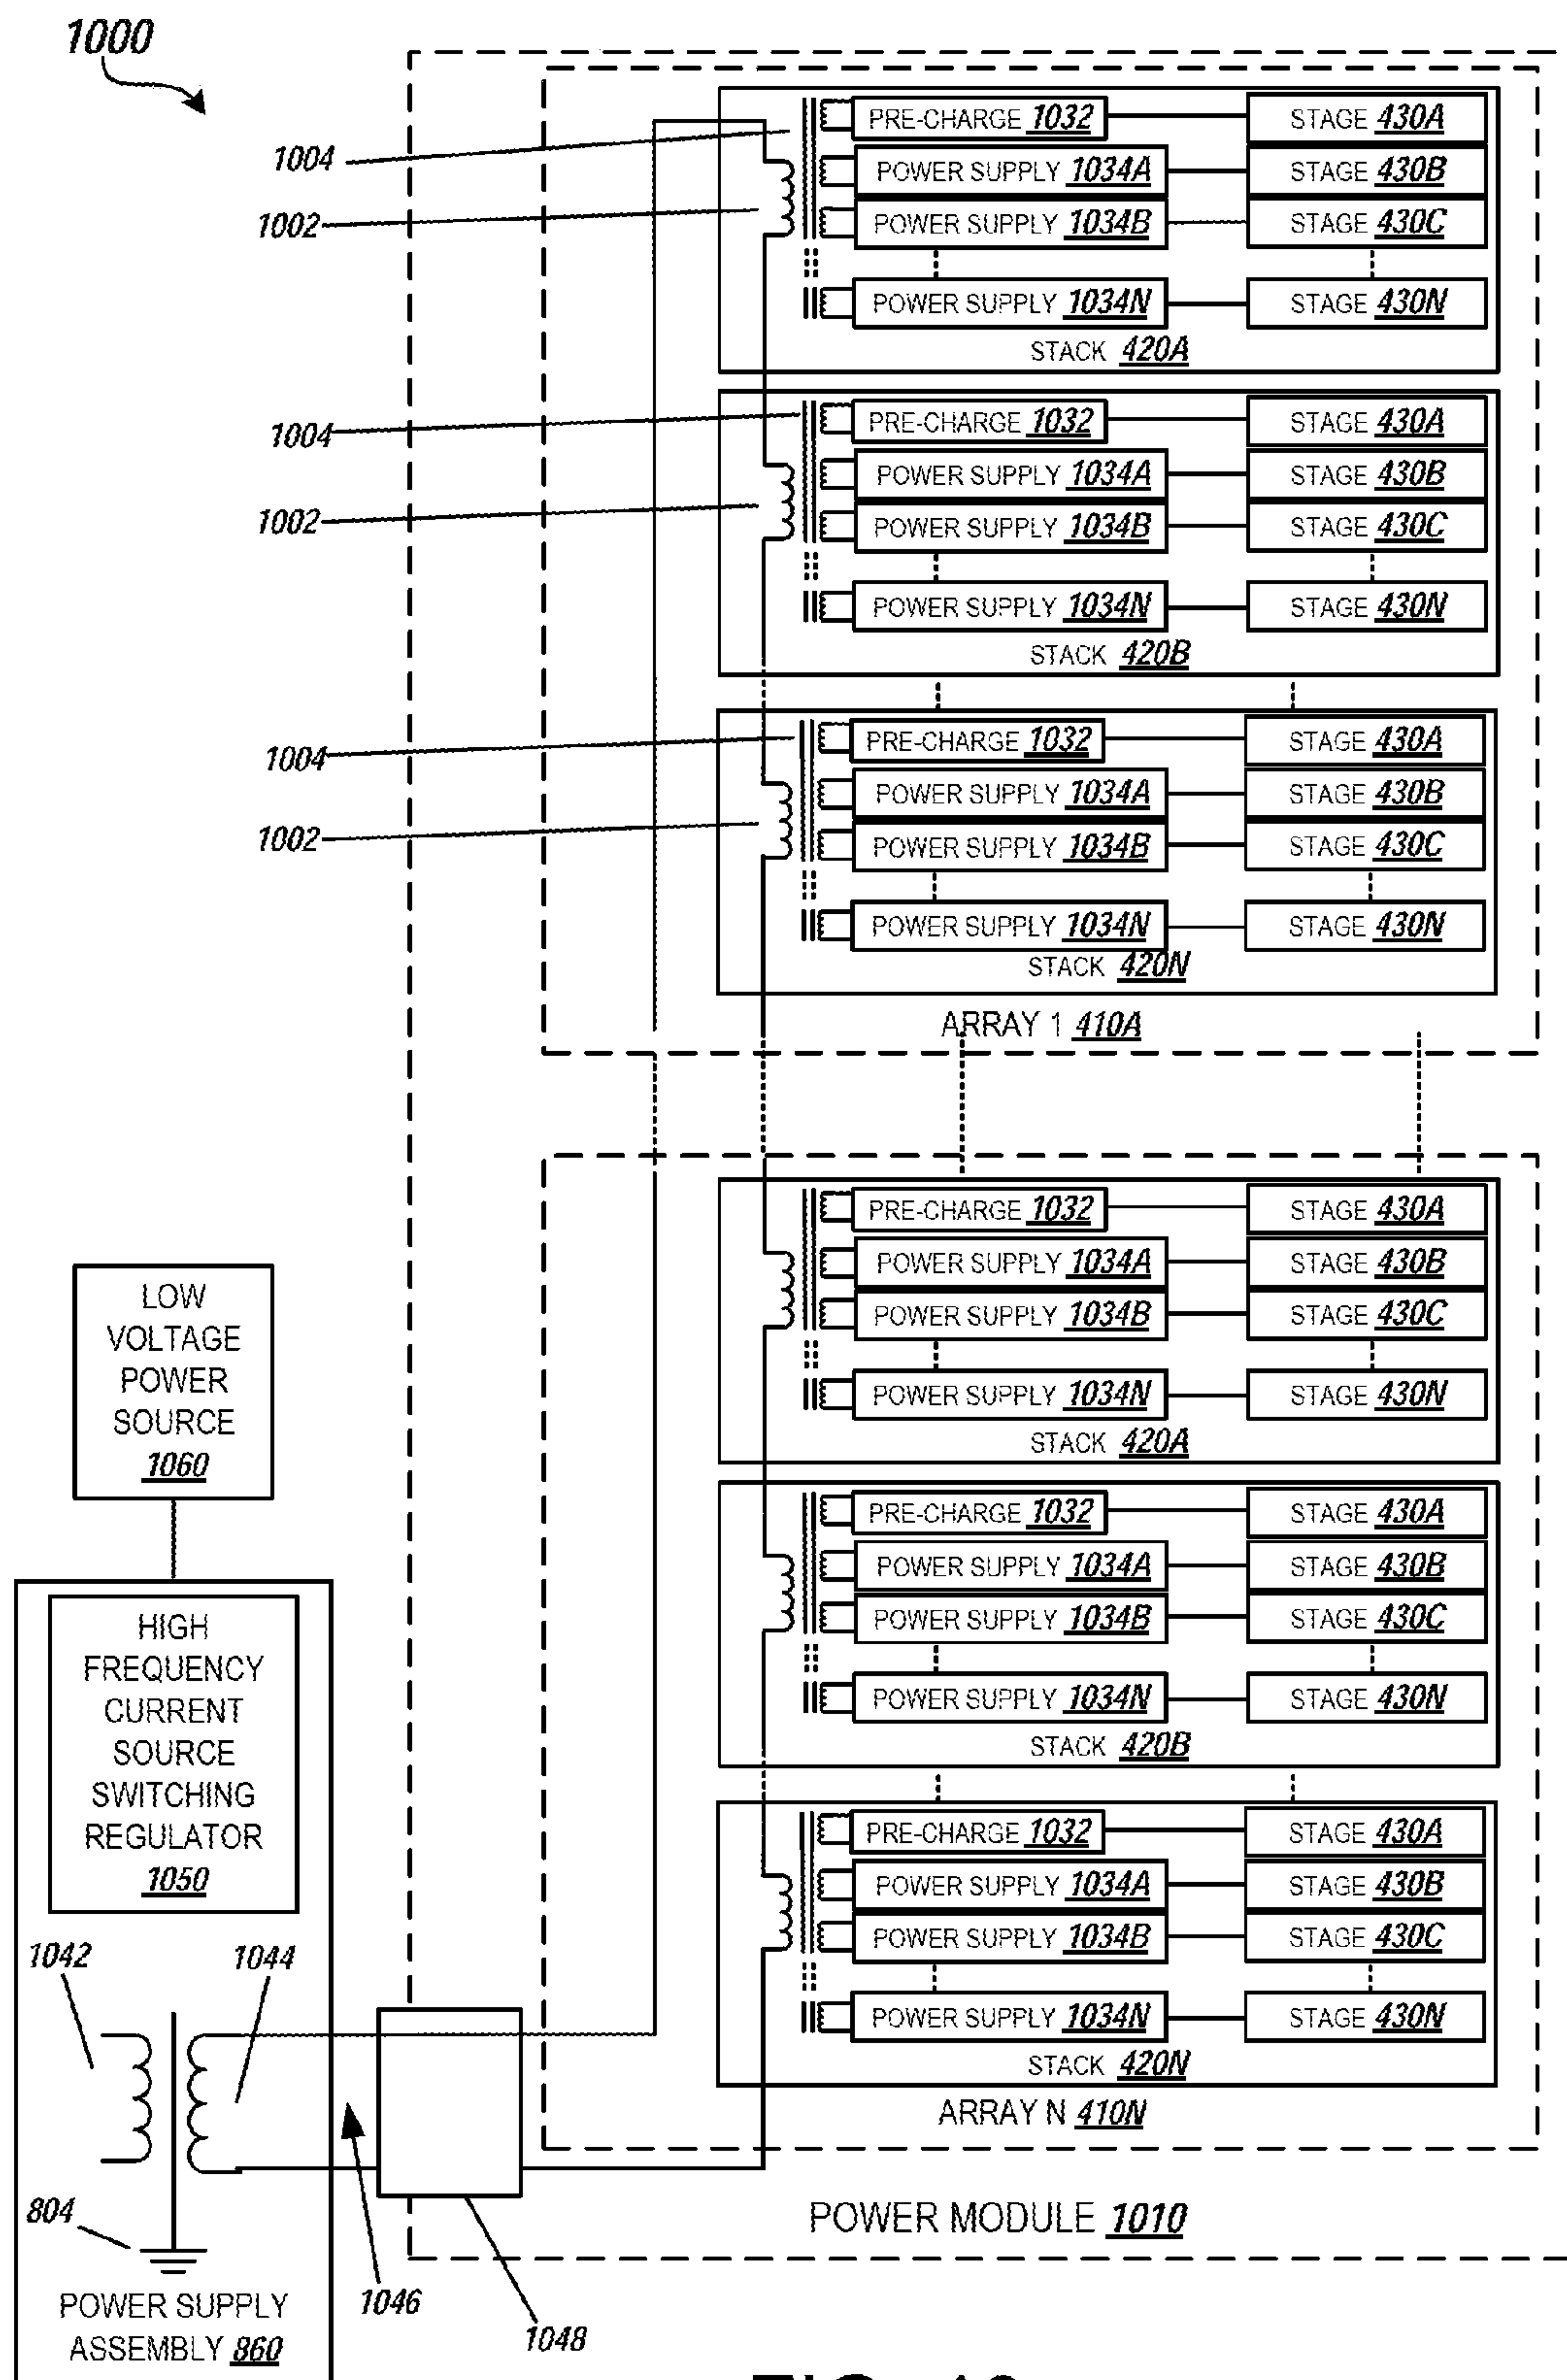 1000
1004
1002
PRE-CHARGE 1032
STAGE 430A
POWER SUPPLY 1034A
STAGE 430B
POWER SUPPLY 1034B
STAGE 430C
POWER SUPPLY 1034N
STAGE 430N
STACK 420A
1004
1002
PRE-CHARGE 1032
STAGE 430A
POWER SUPPLY 1034A
STAGE 430B
POWER SUPPLY 1034B
STAGE 430C
POWER SUPPLY 1034N
STAGE 430N
STACK 420B
1004
1002
PRE-CHARGE 1032
STAGE 430A
POWER SUPPLY 1034A
STAGE 430B
POWER SUPPLY 1034B
STAGE 430C
POWER SUPPLY 1034N
STAGE 430N
STACK 420N
ARRAY 1 410A
PRE-CHARGE 1032
STAGE 430A
POWER SUPPLY 1034A
STAGE 430B
POWER SUPPLY 1034B
STAGE 430C
POWER SUPPLY 1034N
STAGE 430N
STACK 420A
PRE-CHARGE 1032
STAGE 430A
POWER SUPPLY 1034A
STAGE 430B
POWER SUPPLY 1034B
STAGE 430C
POWER SUPPLY 1034N
STAGE 430N
STACK 420B
PRE-CHARGE 1032
STAGE 430A
POWER SUPPLY 1034A
STAGE 430B
POWER SUPPLY 1034B
STAGE 430C
POWER SUPPLY 1034N
STAGE 430N
STACK 420N
ARRAY N 410N
POWER MODULE 1010
LOW
VOLTAGE
POWER
SOURCE
1060
HIGH
FREQUENCY
CURRENT
SOURCE
SWITCHING
REGULATOR
1050
1042
1044
804
POWER SUPPLY
ASSEMBLY 860
1046
1048